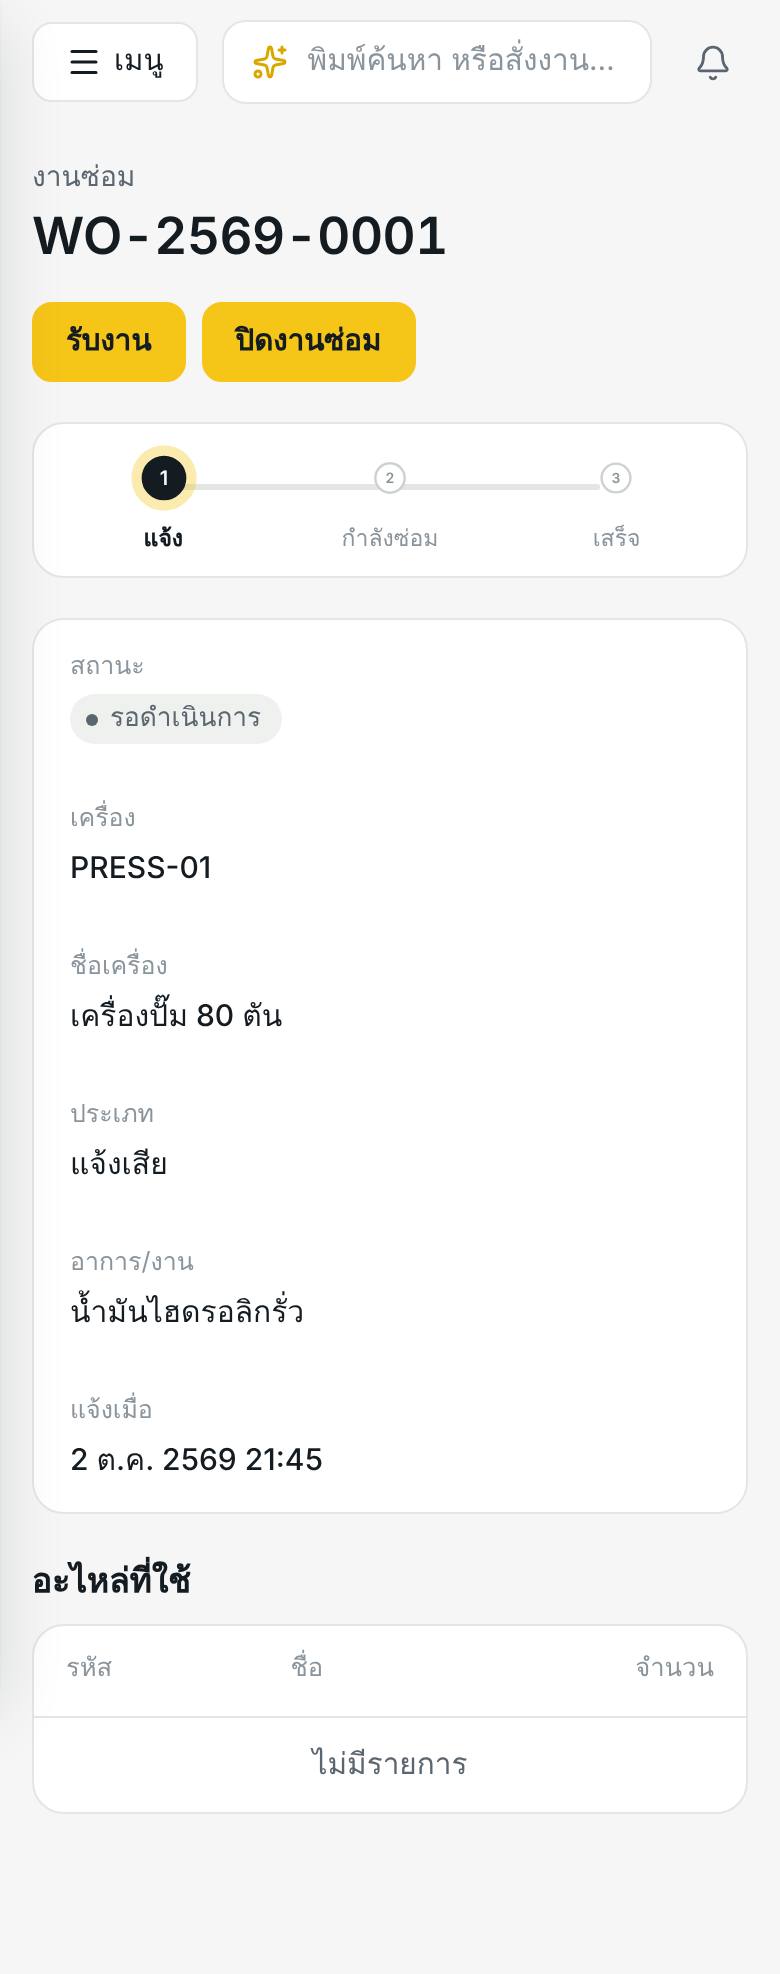 เมนู
พิมพ์ค้นหา หรือสั่งงาน...
งานซ่อม
WO-2569-0001
รับงาน
ปิดงานซ่อม
1
2
3
แจ้ง
กำลังซ่อม
เสร็จ
สถานะ
รอดำเนินการ
เครื่อง
PRESS-01
ชื่อเครื่อง
เครื่องปั๊ม 80 ตัน
ประเภท
แจ้งเสีย
อาการ/งาน
น้ำมันไฮดรอลิกรั่ว
แจ้งเมื่อ
2 ต.ค. 2569 21:45
อะไหล่ที่ใช้
รหัส ชื่อ จำนวน
ไม่มีรายการ